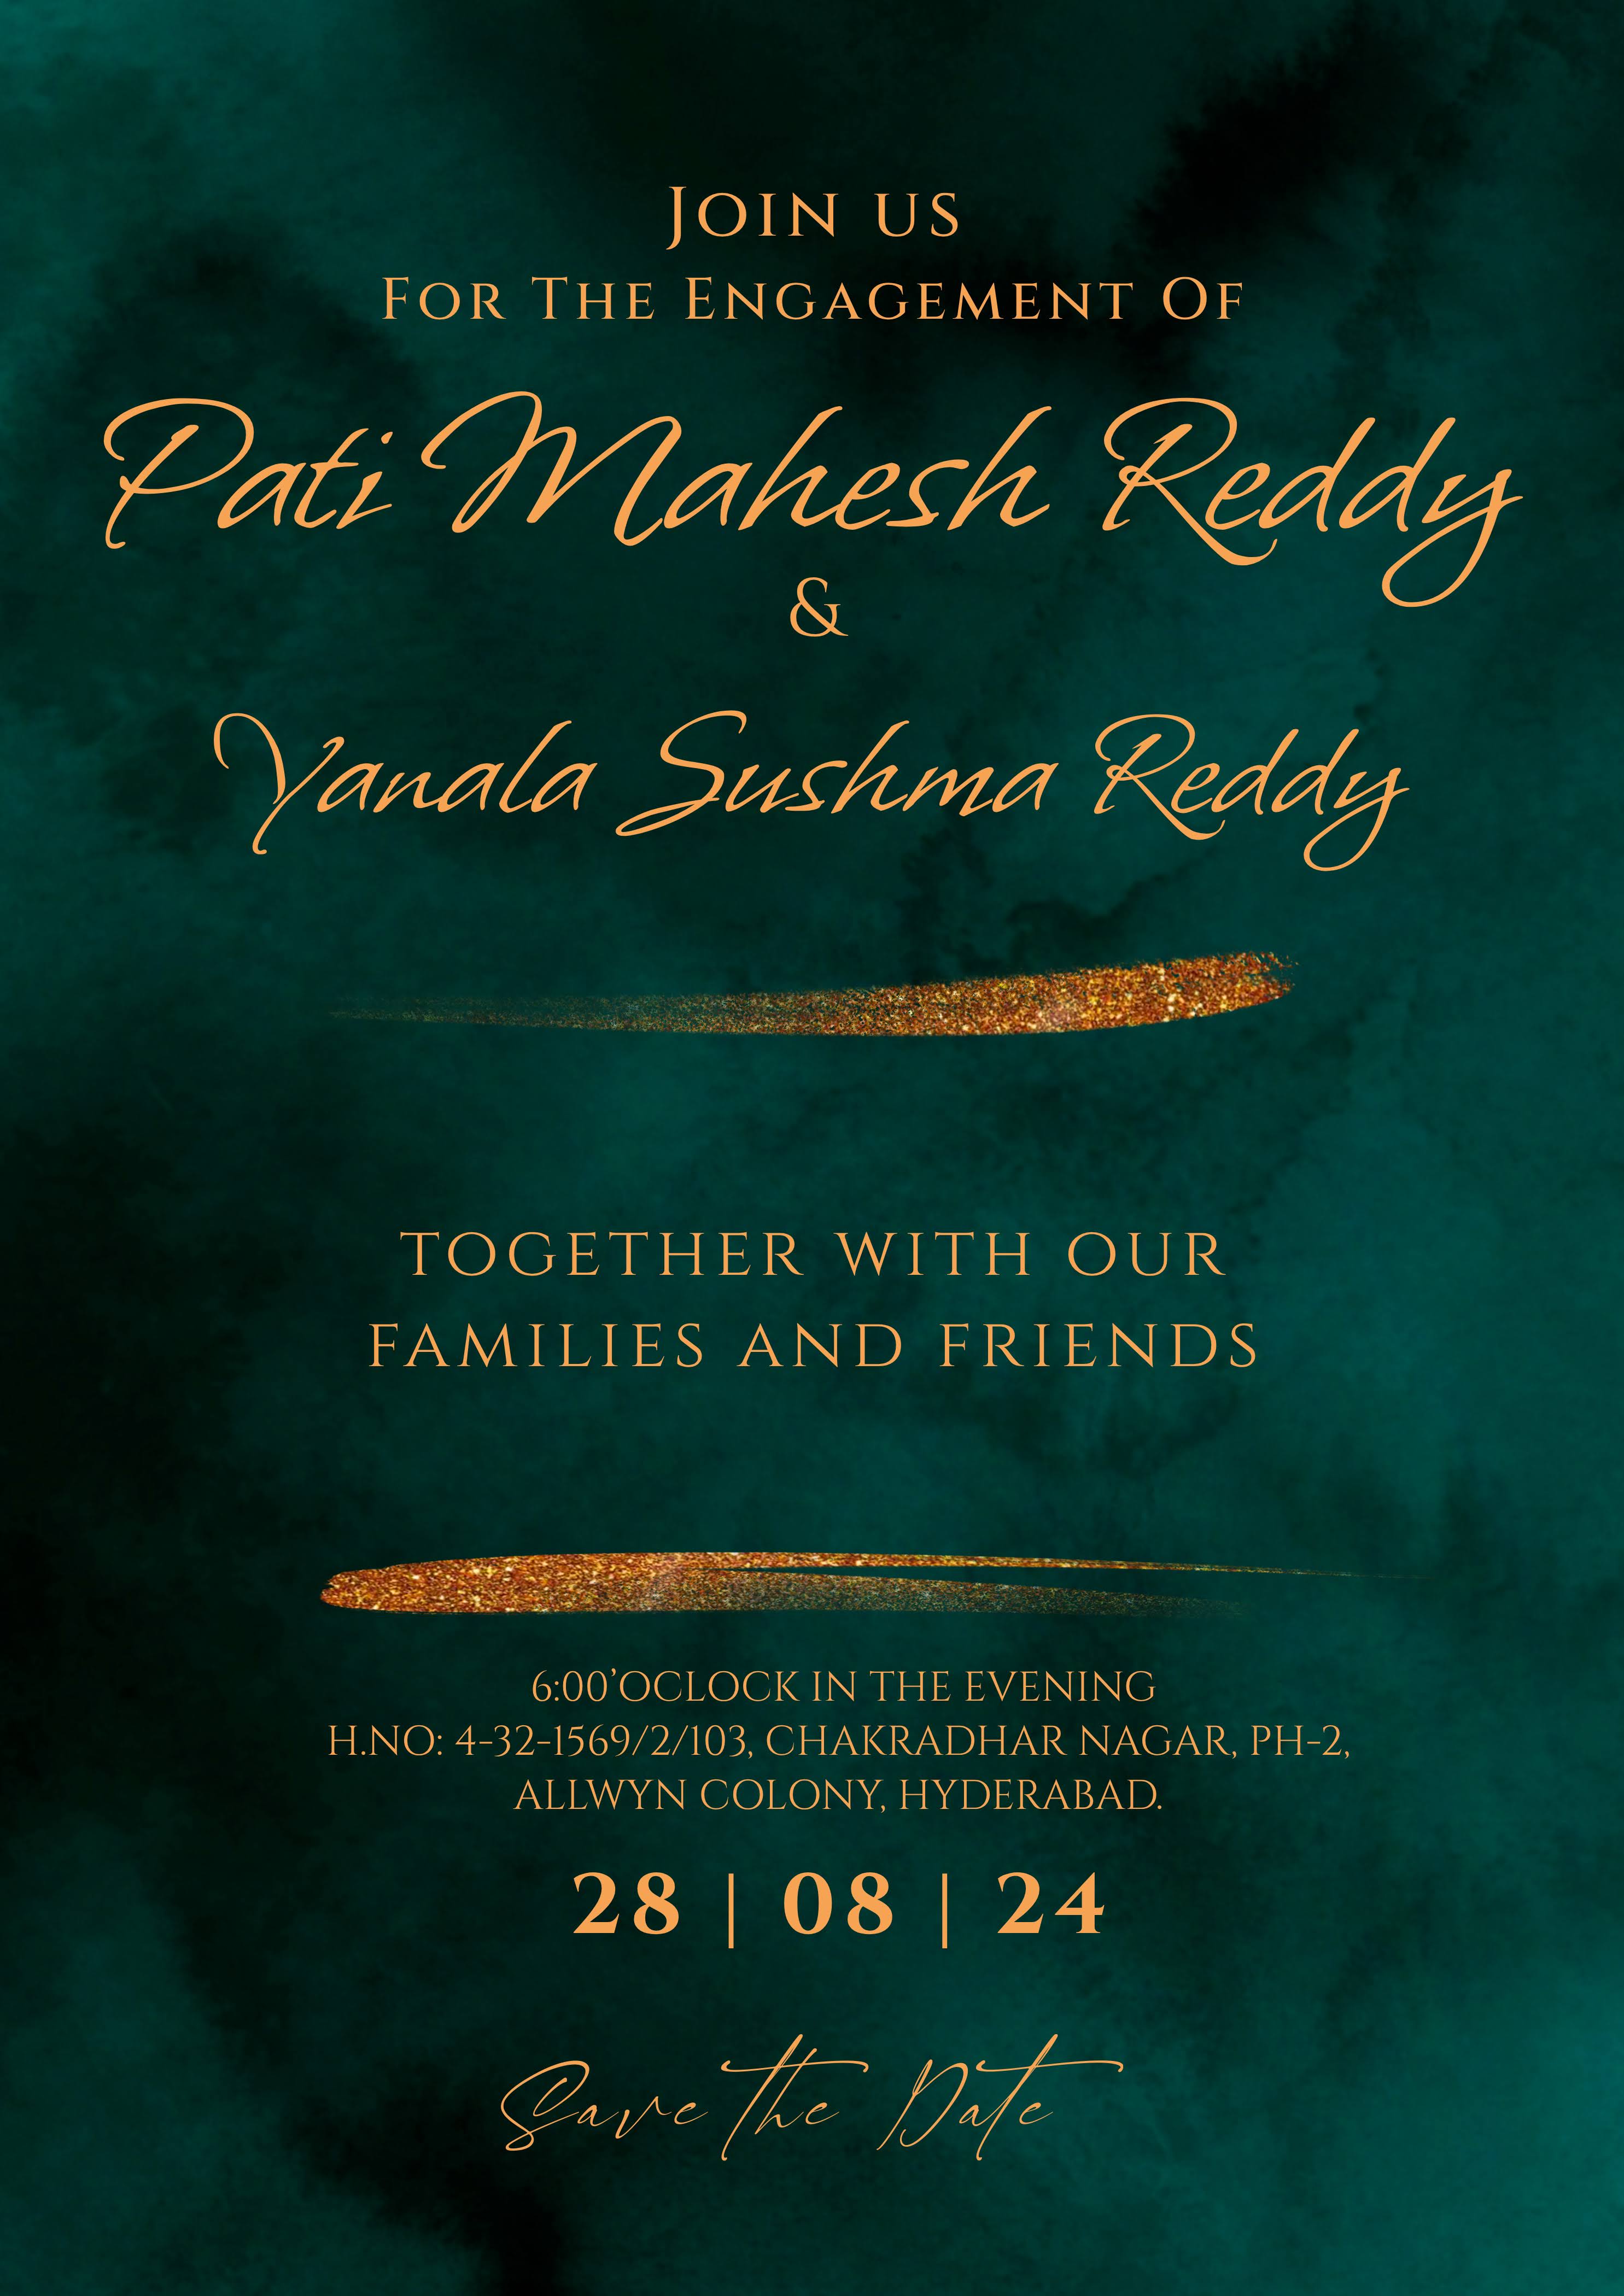 Join us
For The Engagement Of
Pati Mahesh Reddy
&
Yanala Sushma Reddy
TOGETHER WITH OUR
FAMILIES AND FRIENDS
6:00'OCLOCK IN THE EVENING
H.NO: 4-32-1569/2/103, CHAKRADHAR NAGAR, PH-2,
ALLWYN COLONY, HYDERABAD.
28 | 08 | 24
Save the Date